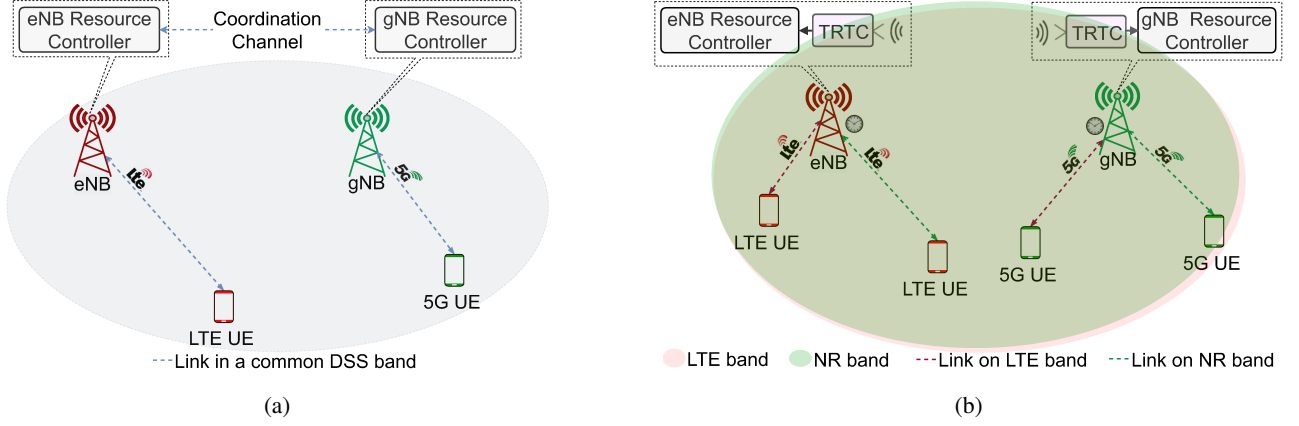 eNB Resource
Controller
Coordination
Channel
gNB Resource
Controller
eNB
lte
gNB
5G
LTE UE
5G UE
Link in a common DSS band
(a)
eNB Resource
Controller
TRTC
TRTC
gNB Resource
Controller
eNB
lte
lte
gNB
5G
5G
LTE UE
LTE UE
5G UE
5G UE
LTE band
NR band
Link on LTE band
Link on NR band
(b)